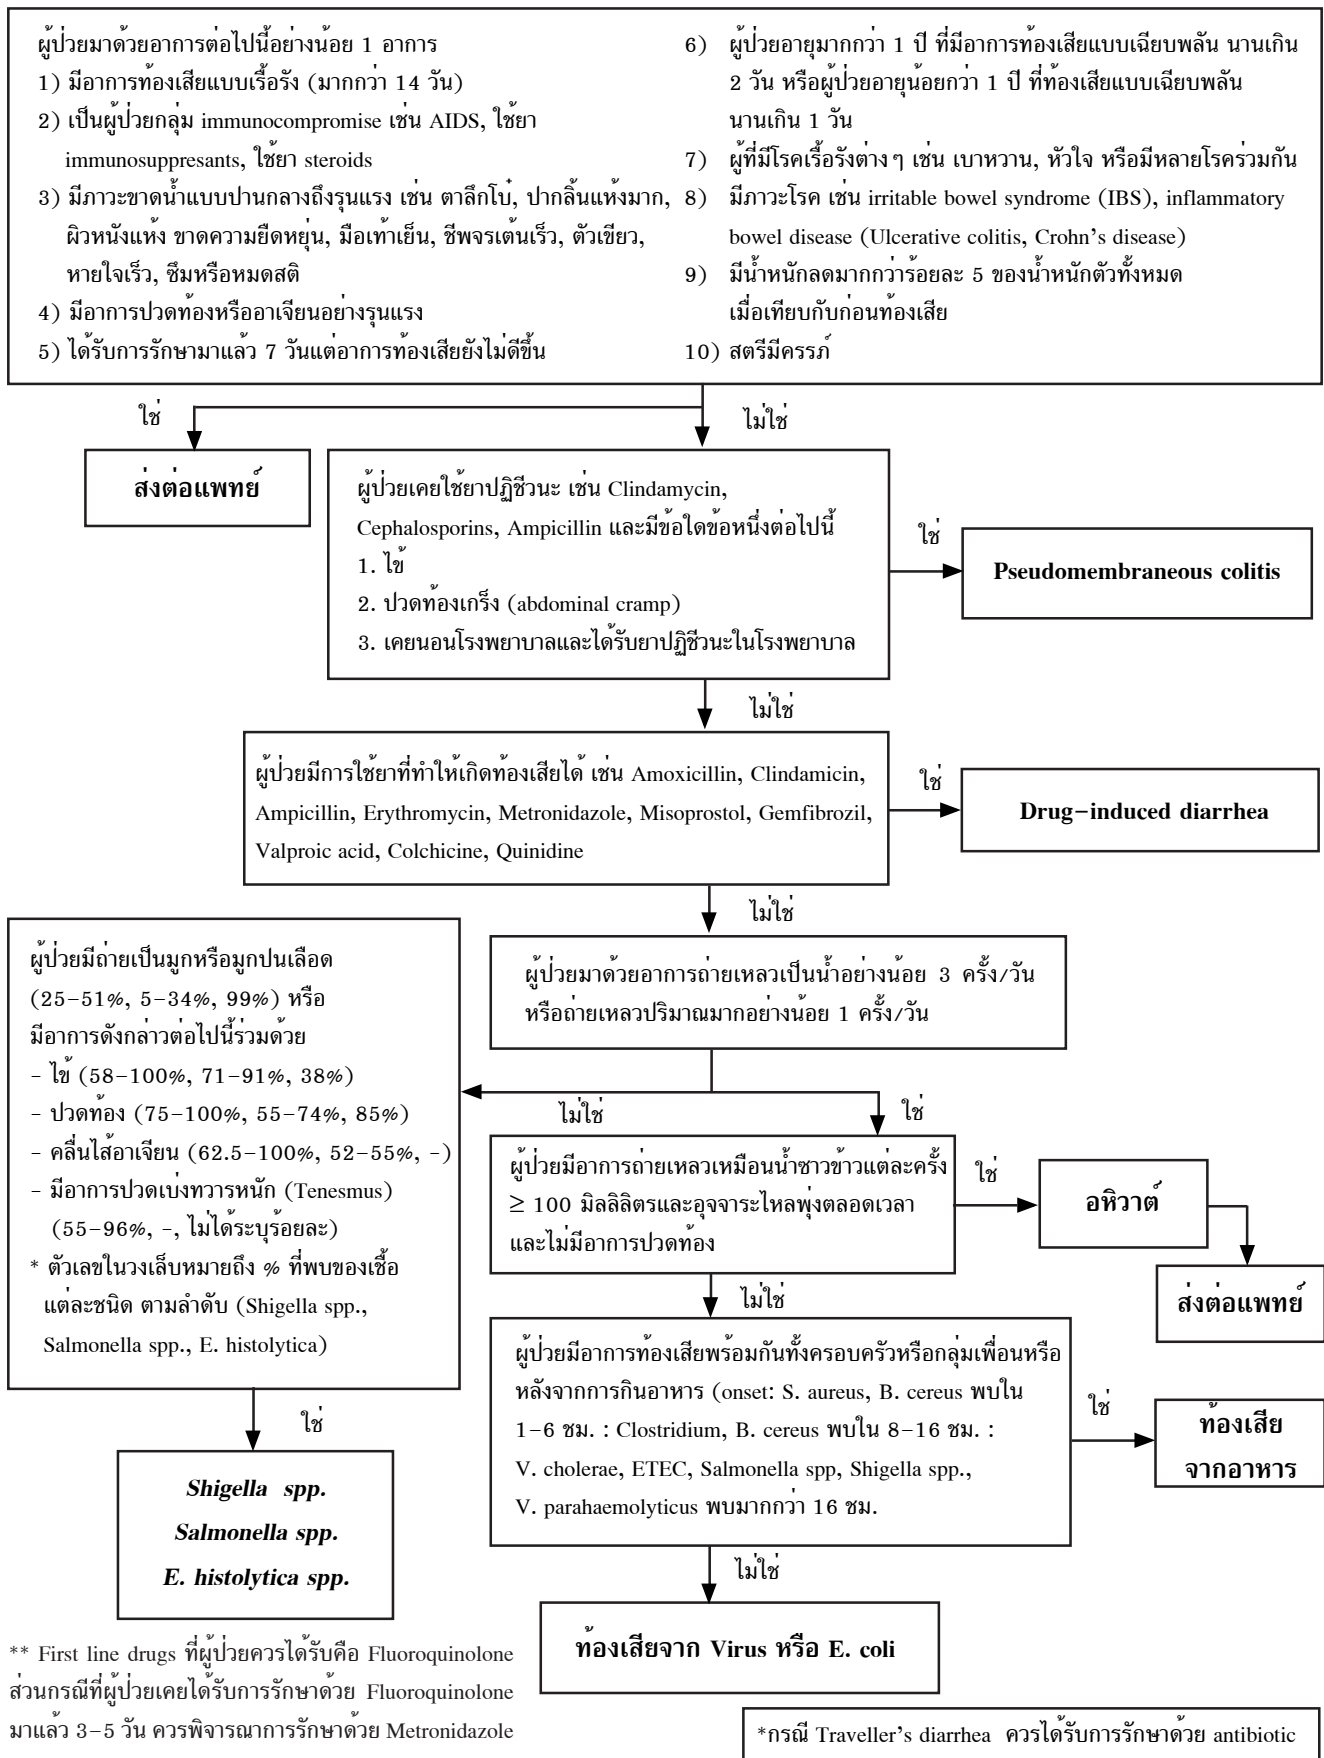 ผู้ป่วยมาด้วยอาการต่อไปนี้อย่างน้อย 1 อาการ
1) มีอาการท้องเสียแบบเรื้อรัง (มากกว่า 14 วัน)
2) เป็นผู้ป่วยกลุ่ม immunocompromise เช่น AIDS, ใช้ยา
immunosuppresants, ใช้ยา steroids
3) มีภาวะขาดน้ำแบบปานกลางถึงรุนแรง เช่น ตาลึกโบ๋, ปากลิ้นแห้งมาก,
ผิวหนังแห้ง ขาดความยืดหยุ่น, มือเท้าเย็น, ชีพจรเต้นเร็ว, ตัวเขียว,
หายใจเร็ว, ซึมหรือหมดสติ
4) มีอาการปวดท้องหรืออาเจียนอย่างรุนแรง
5) ได้รับการรักษามาแล้ว 7 วันแต่อาการท้องเสียยังไม่ดีขึ้น
6) ผู้ป่วยอายุมากกว่า 1 ปี ที่มีอาการท้องเสียแบบเฉียบพลัน นานเกิน
2 วัน หรือผู้ป่วยอายุน้อยกว่า 1 ปี ที่ท้องเสียแบบเฉียบพลัน
นานเกิน 1 วัน
7) ผู้ที่มีโรคเรื้อรังต่าง ๆ เช่น เบาหวาน, หัวใจ หรือมีหลายโรคร่วมกัน
8) มีภาวะโรค เช่น irritable bowel syndrome (IBS), inflammatory
bowel disease (Ulcerative colitis, Crohn's disease)
9) มีน้ำหนักลดมากกว่าร้อยละ 5 ของน้ำหนักตัวทั้งหมด
เมื่อเทียบกับก่อนท้องเสีย
10) สตรีมีครรภ์
ใช่
ไม่ใช่
ส่งต่อแพทย์
ผู้ป่วยเคยใช้ยาปฏิชีวนะ เช่น Clindamycin,
Cephalosporins, Ampicillin และมีข้อใดข้อหนึ่งต่อไปนี้
1. ไข้
2. ปวดท้องเกร็ง (abdominal cramp)
3. เคยนอนโรงพยาบาลและได้รับยาปฏิชีวนะในโรงพยาบาล
ใช่
Pseudomembraneous colitis
ไม่ใช่
ผู้ป่วยมีการใช้ยาที่ทำให้เกิดท้องเสียได้ เช่น Amoxicillin, Clindamicin,
Ampicillin, Erythromycin, Metronidazole, Misoprostol, Gemfibrozil,
Valproic acid, Colchicine, Quinidine
ใช่
Drug-induced diarrhea
ไม่ใช่
ผู้ป่วยมาด้วยอาการถ่ายเหลวเป็นน้ำอย่างน้อย 3 ครั้ง/วัน
หรือถ่ายเหลวปริมาณมากอย่างน้อย 1 ครั้ง/วัน
ไม่ใช่
ใช่
ผู้ป่วยมีถ่ายเป็นมูกหรือมูกปนเลือด
(25-51%, 5-34%, 99%) หรือ
มีอาการดังกล่าวต่อไปนี้ร่วมด้วย
- ไข้ (58-100%, 71-91%, 38%)
- ปวดท้อง (75-100%, 55-74%, 85%)
- คลื่นไส้อาเจียน (62.5-100%, 52-55%, -)
- มีอาการปวดเบ่งทวารหนัก (Tenesmus)
(55-96%, -, ไม่ได้ระบุร้อยละ)
* ตัวเลขในวงเล็บหมายถึง % ที่พบของเชื้อ
แต่ละชนิด ตามลำดับ (Shigella spp.,
Salmonella spp., E. histolytica)
ใช่
Shigella spp.
Salmonella spp.
E. histolytica spp.
ผู้ป่วยมีอาการถ่ายเหลวเหมือนน้ำซาวข้าวแต่ละครั้ง
≥ 100 มิลลิลิตรและอุจจาระไหลพุ่งตลอดเวลา
และไม่มีอาการปวดท้อง
ใช่
อหิวาต์
ส่งต่อแพทย์
ไม่ใช่
ผู้ป่วยมีอาการท้องเสียพร้อมกันทั้งครอบครัวหรือกลุ่มเพื่อนหรือ
หลังจากการกินอาหาร (onset: S. aureus, B. cereus พบใน
1-6 ชม. : Clostridium, B. cereus พบใน 8-16 ชม. :
V. cholerae, ETEC, Salmonella spp, Shigella spp.,
V. parahaemolyticus พบมากกว่า 16 ชม.
ใช่
ท้องเสีย
จากอาหาร
ไม่ใช่
ท้องเสียจาก Virus หรือ E. coli
** First line drugs ที่ผู้ป่วยควรได้รับคือ Fluoroquinolone
ส่วนกรณีที่ผู้ป่วยเคยได้รับการรักษาด้วย Fluoroquinolone
มาแล้ว 3-5 วัน ควรพิจารณาการรักษาด้วย Metronidazole
*กรณี Traveller's diarrhea ควรได้รับการรักษาด้วย antibiotic